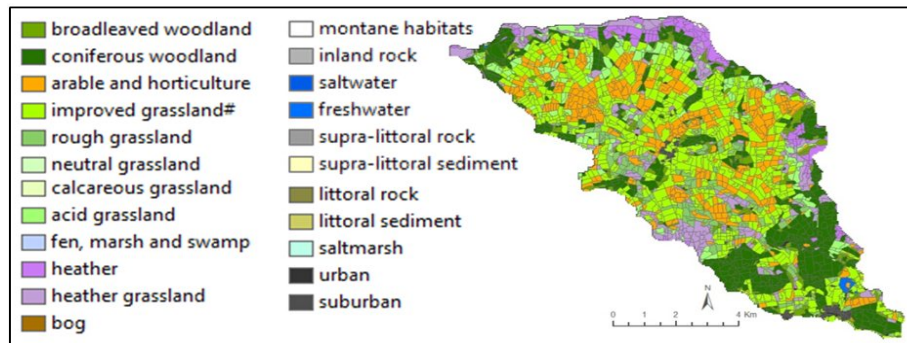 broadleaved woodland
coniferous woodland
arable and horticulture
improved grassland#
rough grassland
neutral grassland
calcareous grassland
acid grassland
fen, marsh and swamp
heather
heather grassland
bog
montane habitats
inland rock
saltwater
freshwater
supra-littoral rock
supra-littoral sediment
littoral rock
littoral sediment
saltmarsh
urban
suburban
N
0 1 2 4 Km